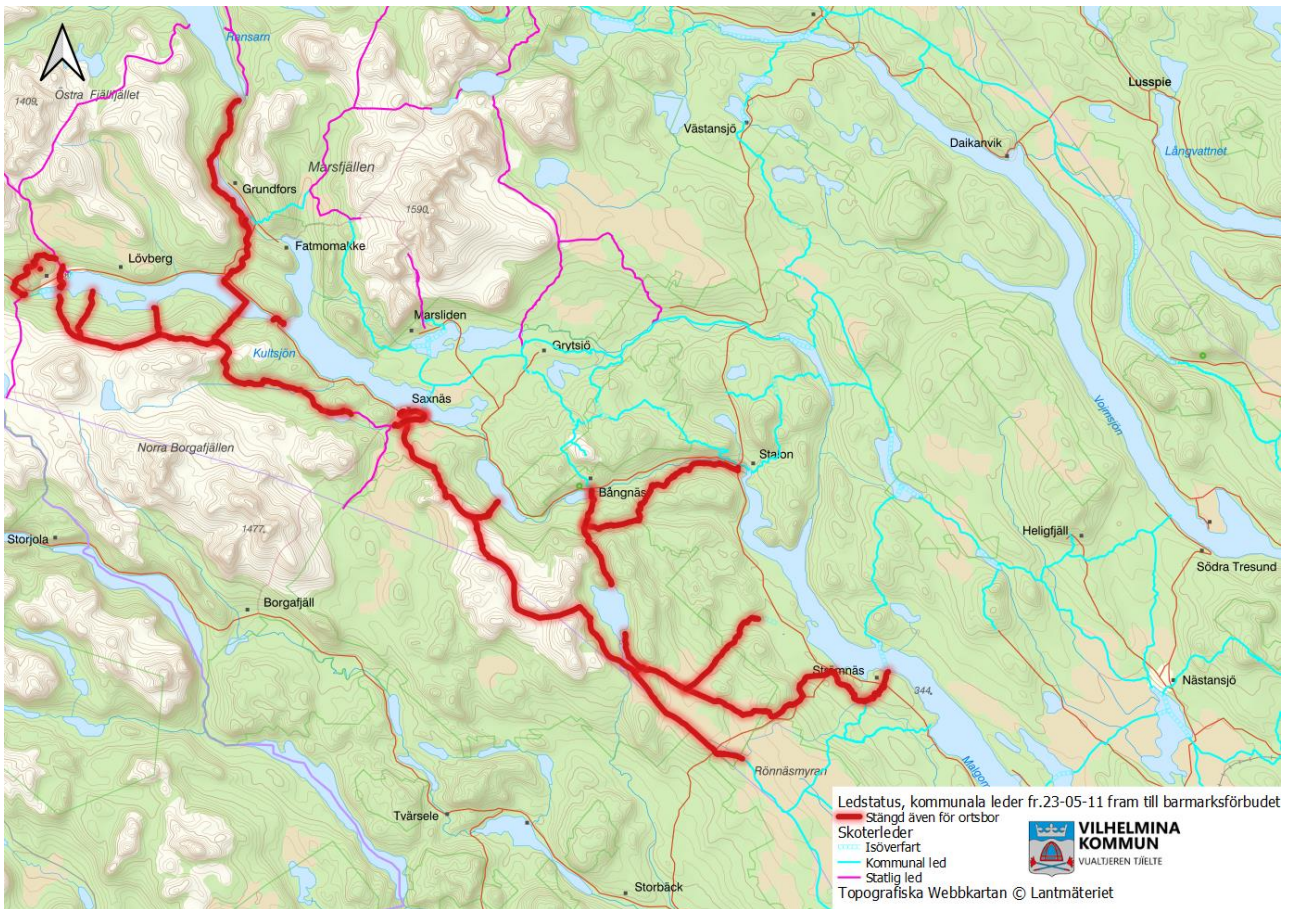 Ransarn
1409
Östra Fjällfjället
Lusspie
Västansjö
Daikanvik
Långvattnet
Marsfjällen
Grundfors
1590
Fatmomakke
Lövberg
Marsliden
Grytsjö
Kultsjön
Saxnäs
Vojmsjön
Norra Borgafjällen
Stalon
Bångnäs
1477
Storjola
Heligfjäll
Södra Tresund
Borgafjäll
Strömnäs
344
Nästansjö
Rönnäsmyran
Malgom
Tvärsele
Storbäck
Ledstatus, kommunala leder fr.23-05-11 fram till barmarksförbudet
Stängd även för ortsbor
Skoterleder
Isöverfart
Kommunal led
Statlig led
Topografiska Webbkartan © Lantmäteriet
VILHELMINA
KOMMUN
VUALTJEREN TJÏELTE